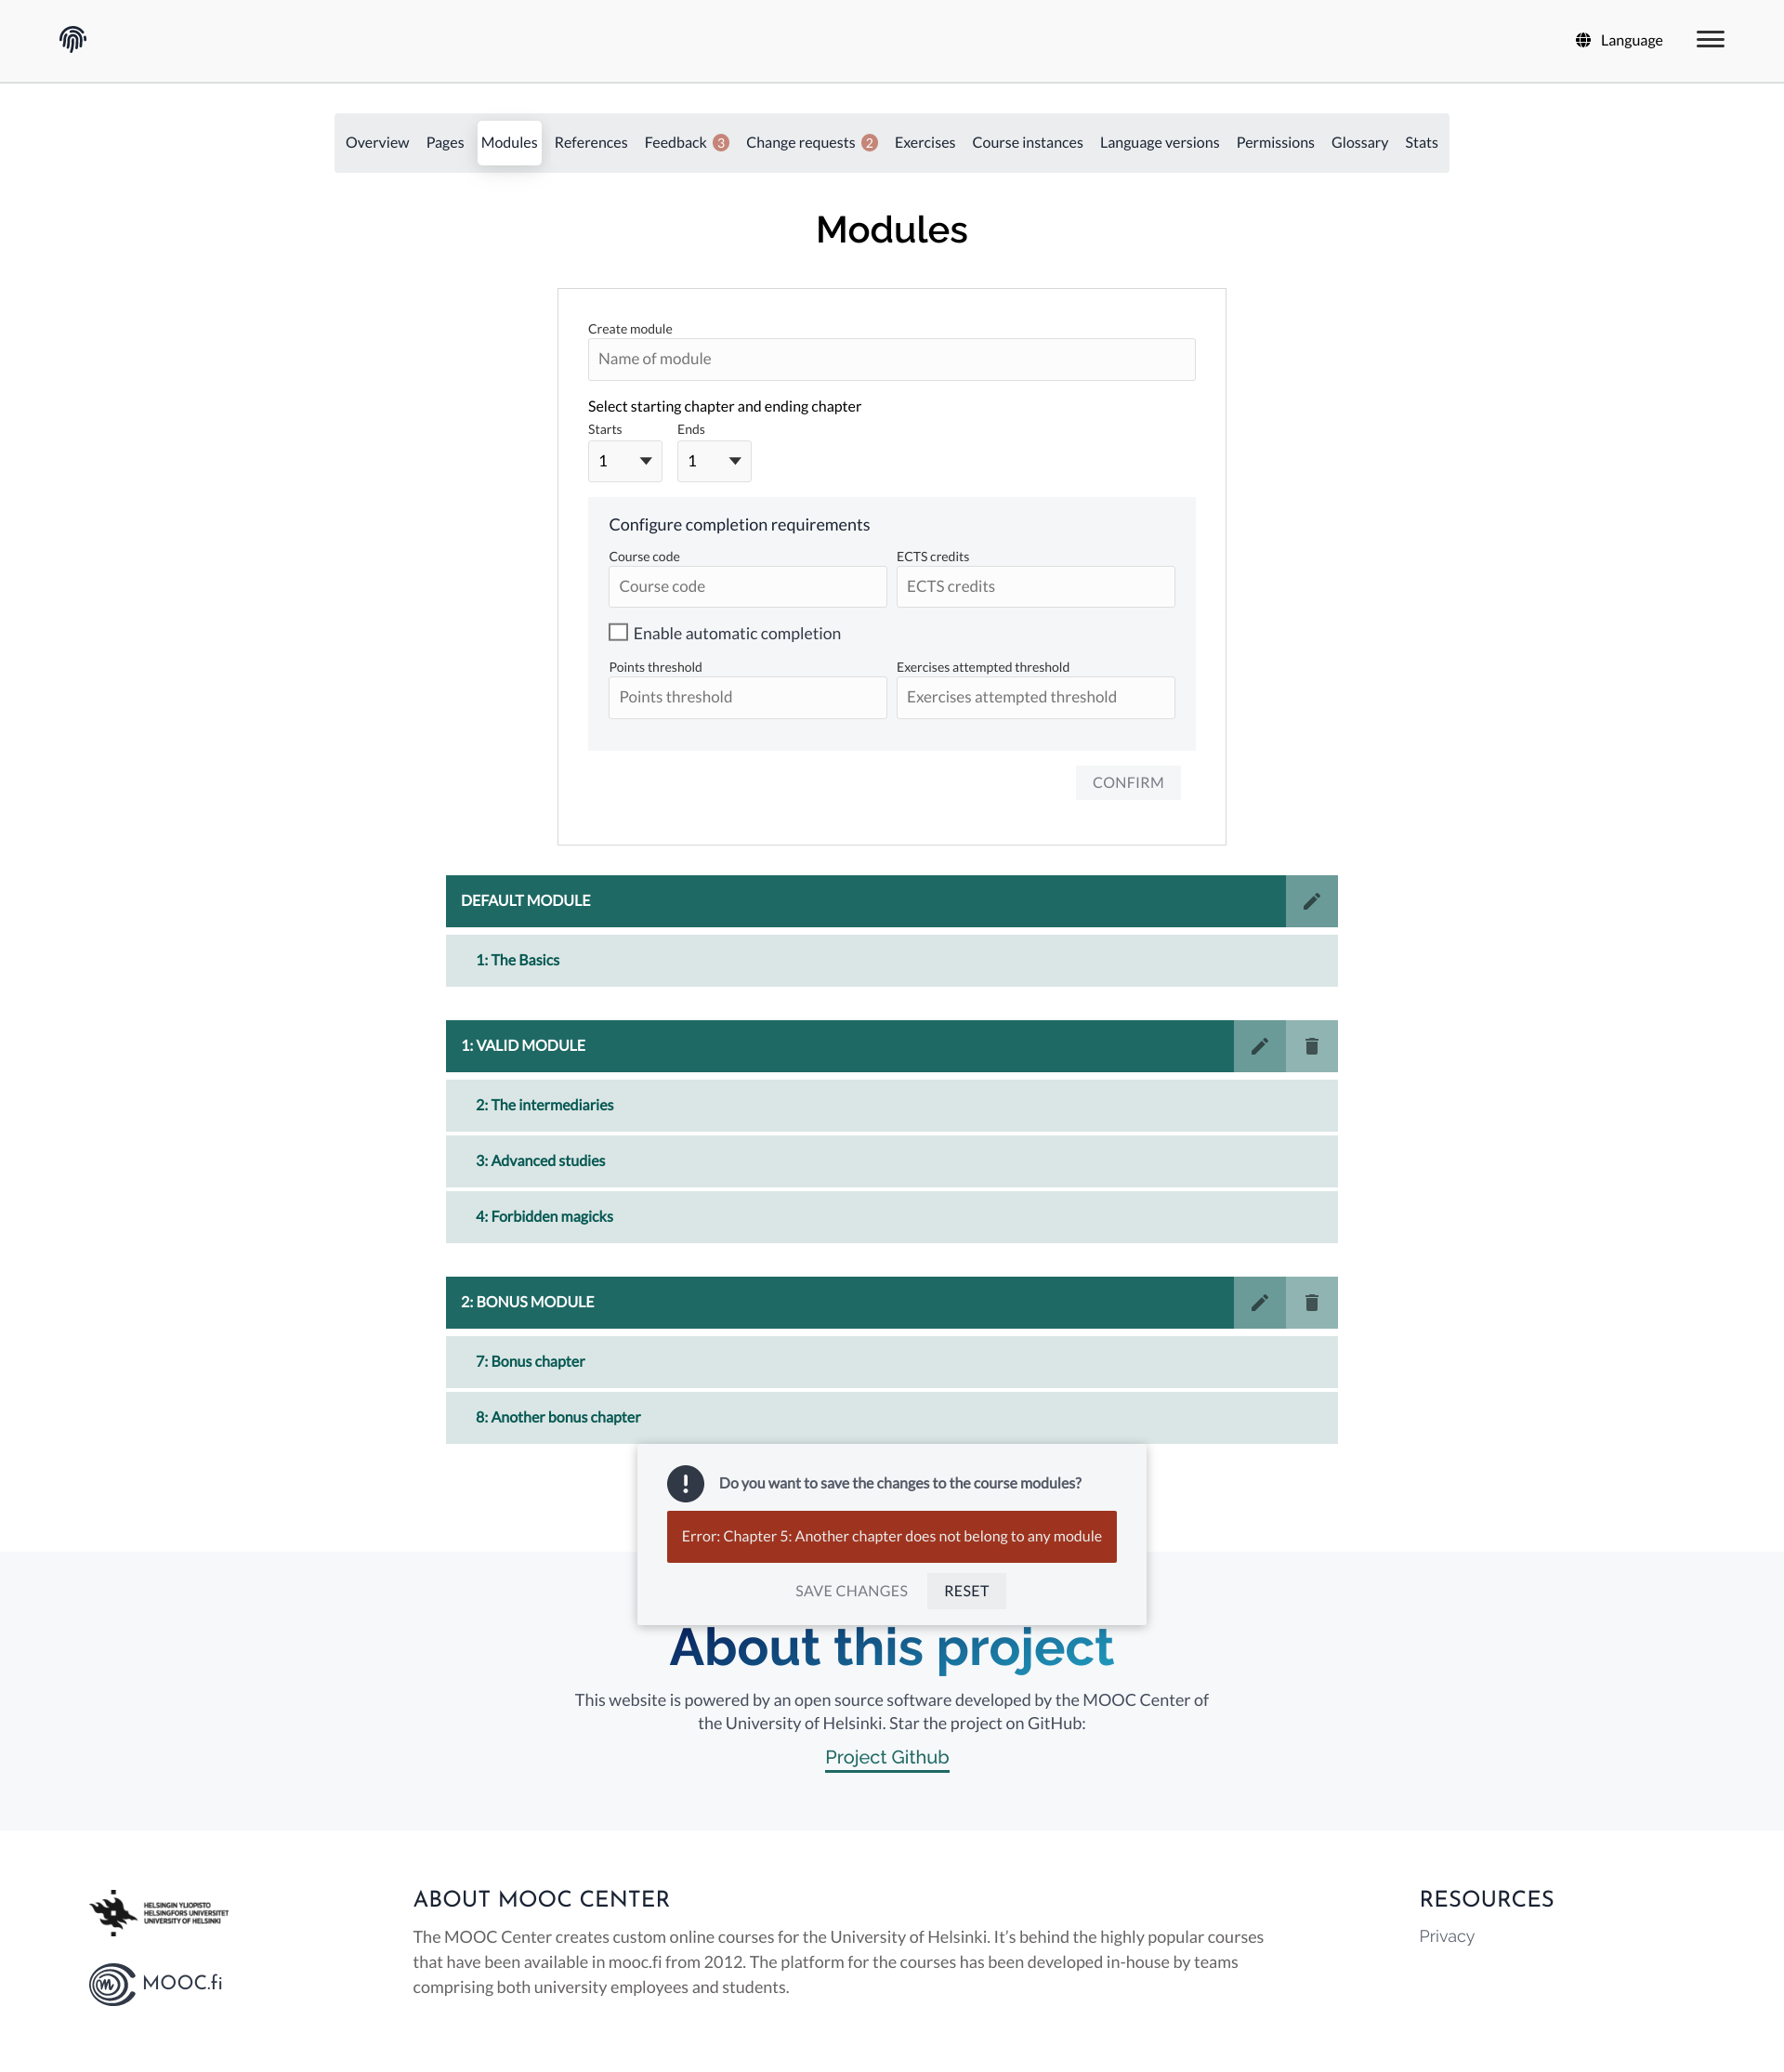 Language
Overview Pages Modules References Feedback 3 Change requests 2 Exercises Course instances Language versions Permissions Glossary Stats
Modules
Create module
Name of module
Select starting chapter and ending chapter
Starts Ends
1 1
Configure completion requirements
Course code ECTS credits
Course code ECTS credits
Enable automatic completion
Points threshold Exercises attempted threshold
Points threshold Exercises attempted threshold
CONFIRM
DEFAULT MODULE
1: The Basics
1: VALID MODULE
2: The intermediaries
3: Advanced studies
4: Forbidden magicks
2: BONUS MODULE
7: Bonus chapter
8: Another bonus chapter
Do you want to save the changes to the course modules?
Error: Chapter 5: Another chapter does not belong to any module
SAVE CHANGES RESET
About this project
This website is powered by an open source software developed by the MOOC Center of
the University of Helsinki. Star the project on GitHub:
Project Github
HELSINGIN YLIOPISTO
HELSINGFORS UNIVERSITET
UNIVERSITY OF HELSINKI
MOOC.fi
ABOUT MOOC CENTER
The MOOC Center creates custom online courses for the University of Helsinki. It’s behind the highly popular courses
that have been available in mooc.fi from 2012. The platform for the courses has been developed in-house by teams
comprising both university employees and students.
RESOURCES
Privacy